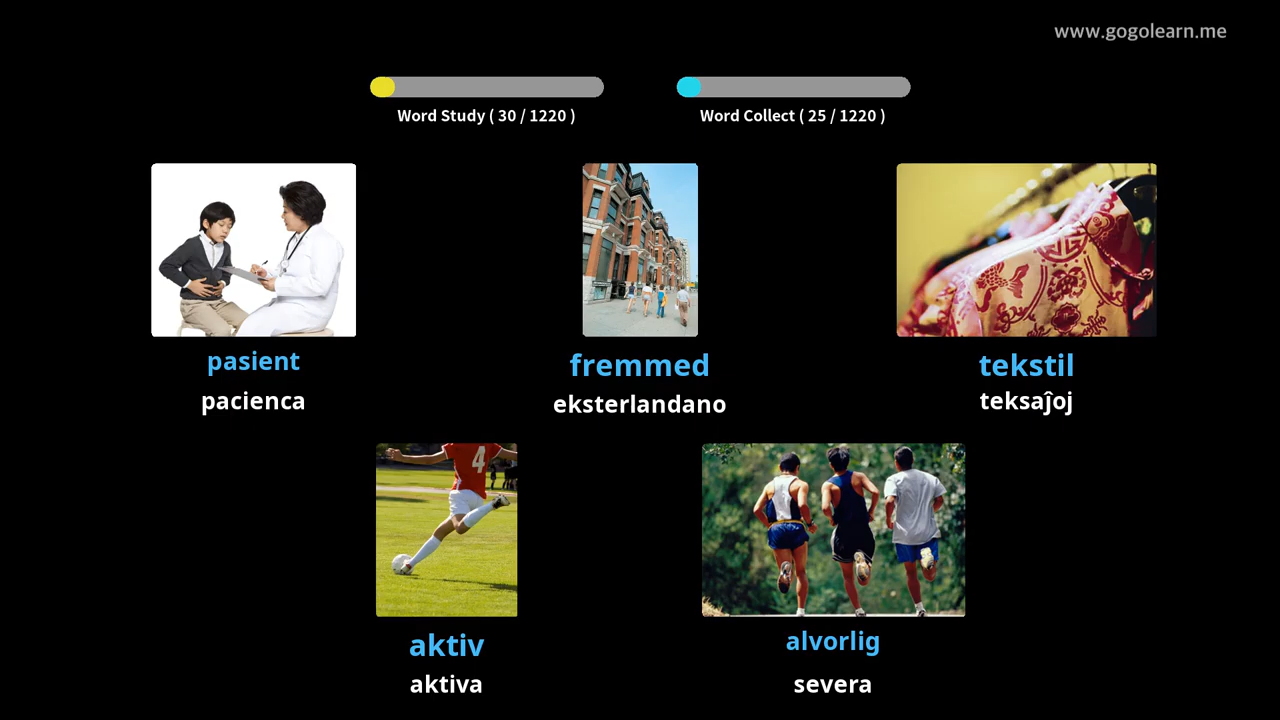 www.gogolearn.me
Word Study ( 30 / 1220 )
Word Collect ( 25 / 1220 )
pasient
pacienca
fremmed
eksterlandano
tekstil
teksaĵoj
4
aktiv
aktiva
alvorlig
severa